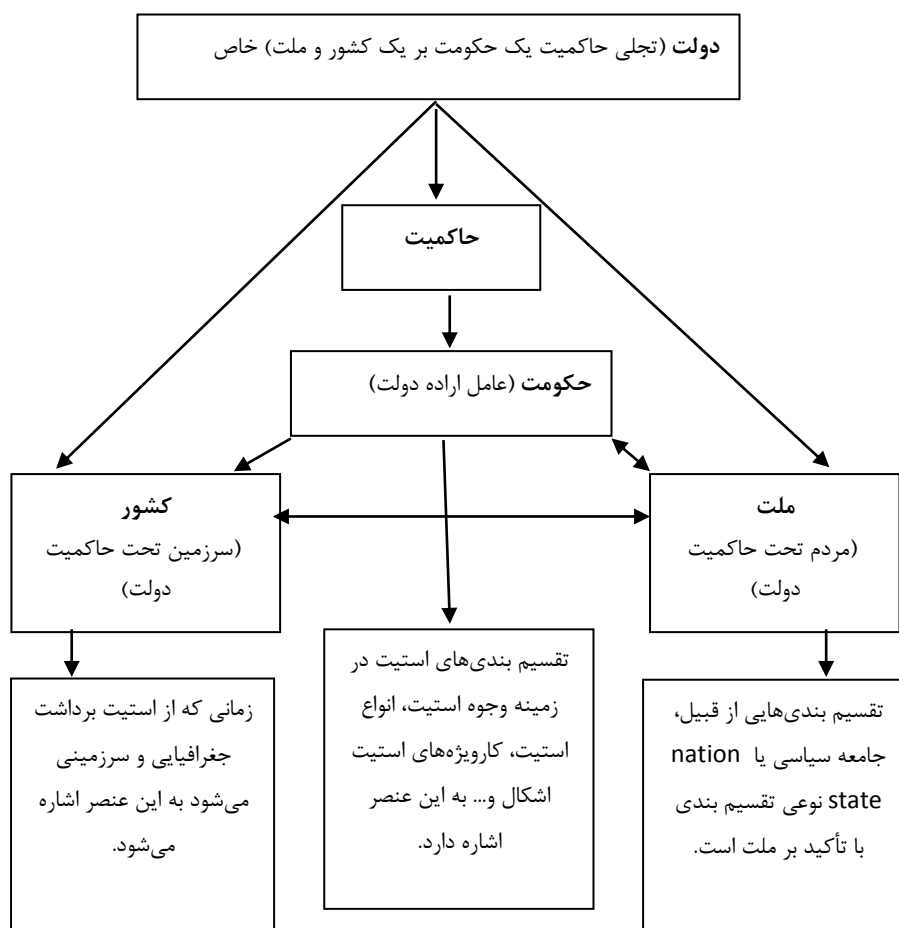 دولت (تجلی حاکمیت یک حکومت بر یک کشور و ملت) خاص
حاکمیت
حکومت (عامل اراده دولت)
ملت
(مردم تحت حاکمیت
دولت)
کشور
(سرزمین تحت حاکمیت
دولت)
تقسیم بندی‌هایی از قبیل،
جامعه سیاسی یا nation
state نوعی تقسیم بندی
با تأکید بر ملت است.
تقسیم بندی‌های استیت در
زمینه وجوه استیت، انواع
استیت، کارویژه‌های استیت
اشکال و... به این عنصر
اشاره دارد.
زمانی که از استیت برداشت
جغرافیایی و سرزمینی
می‌شود به این عنصر اشاره
می‌شود.